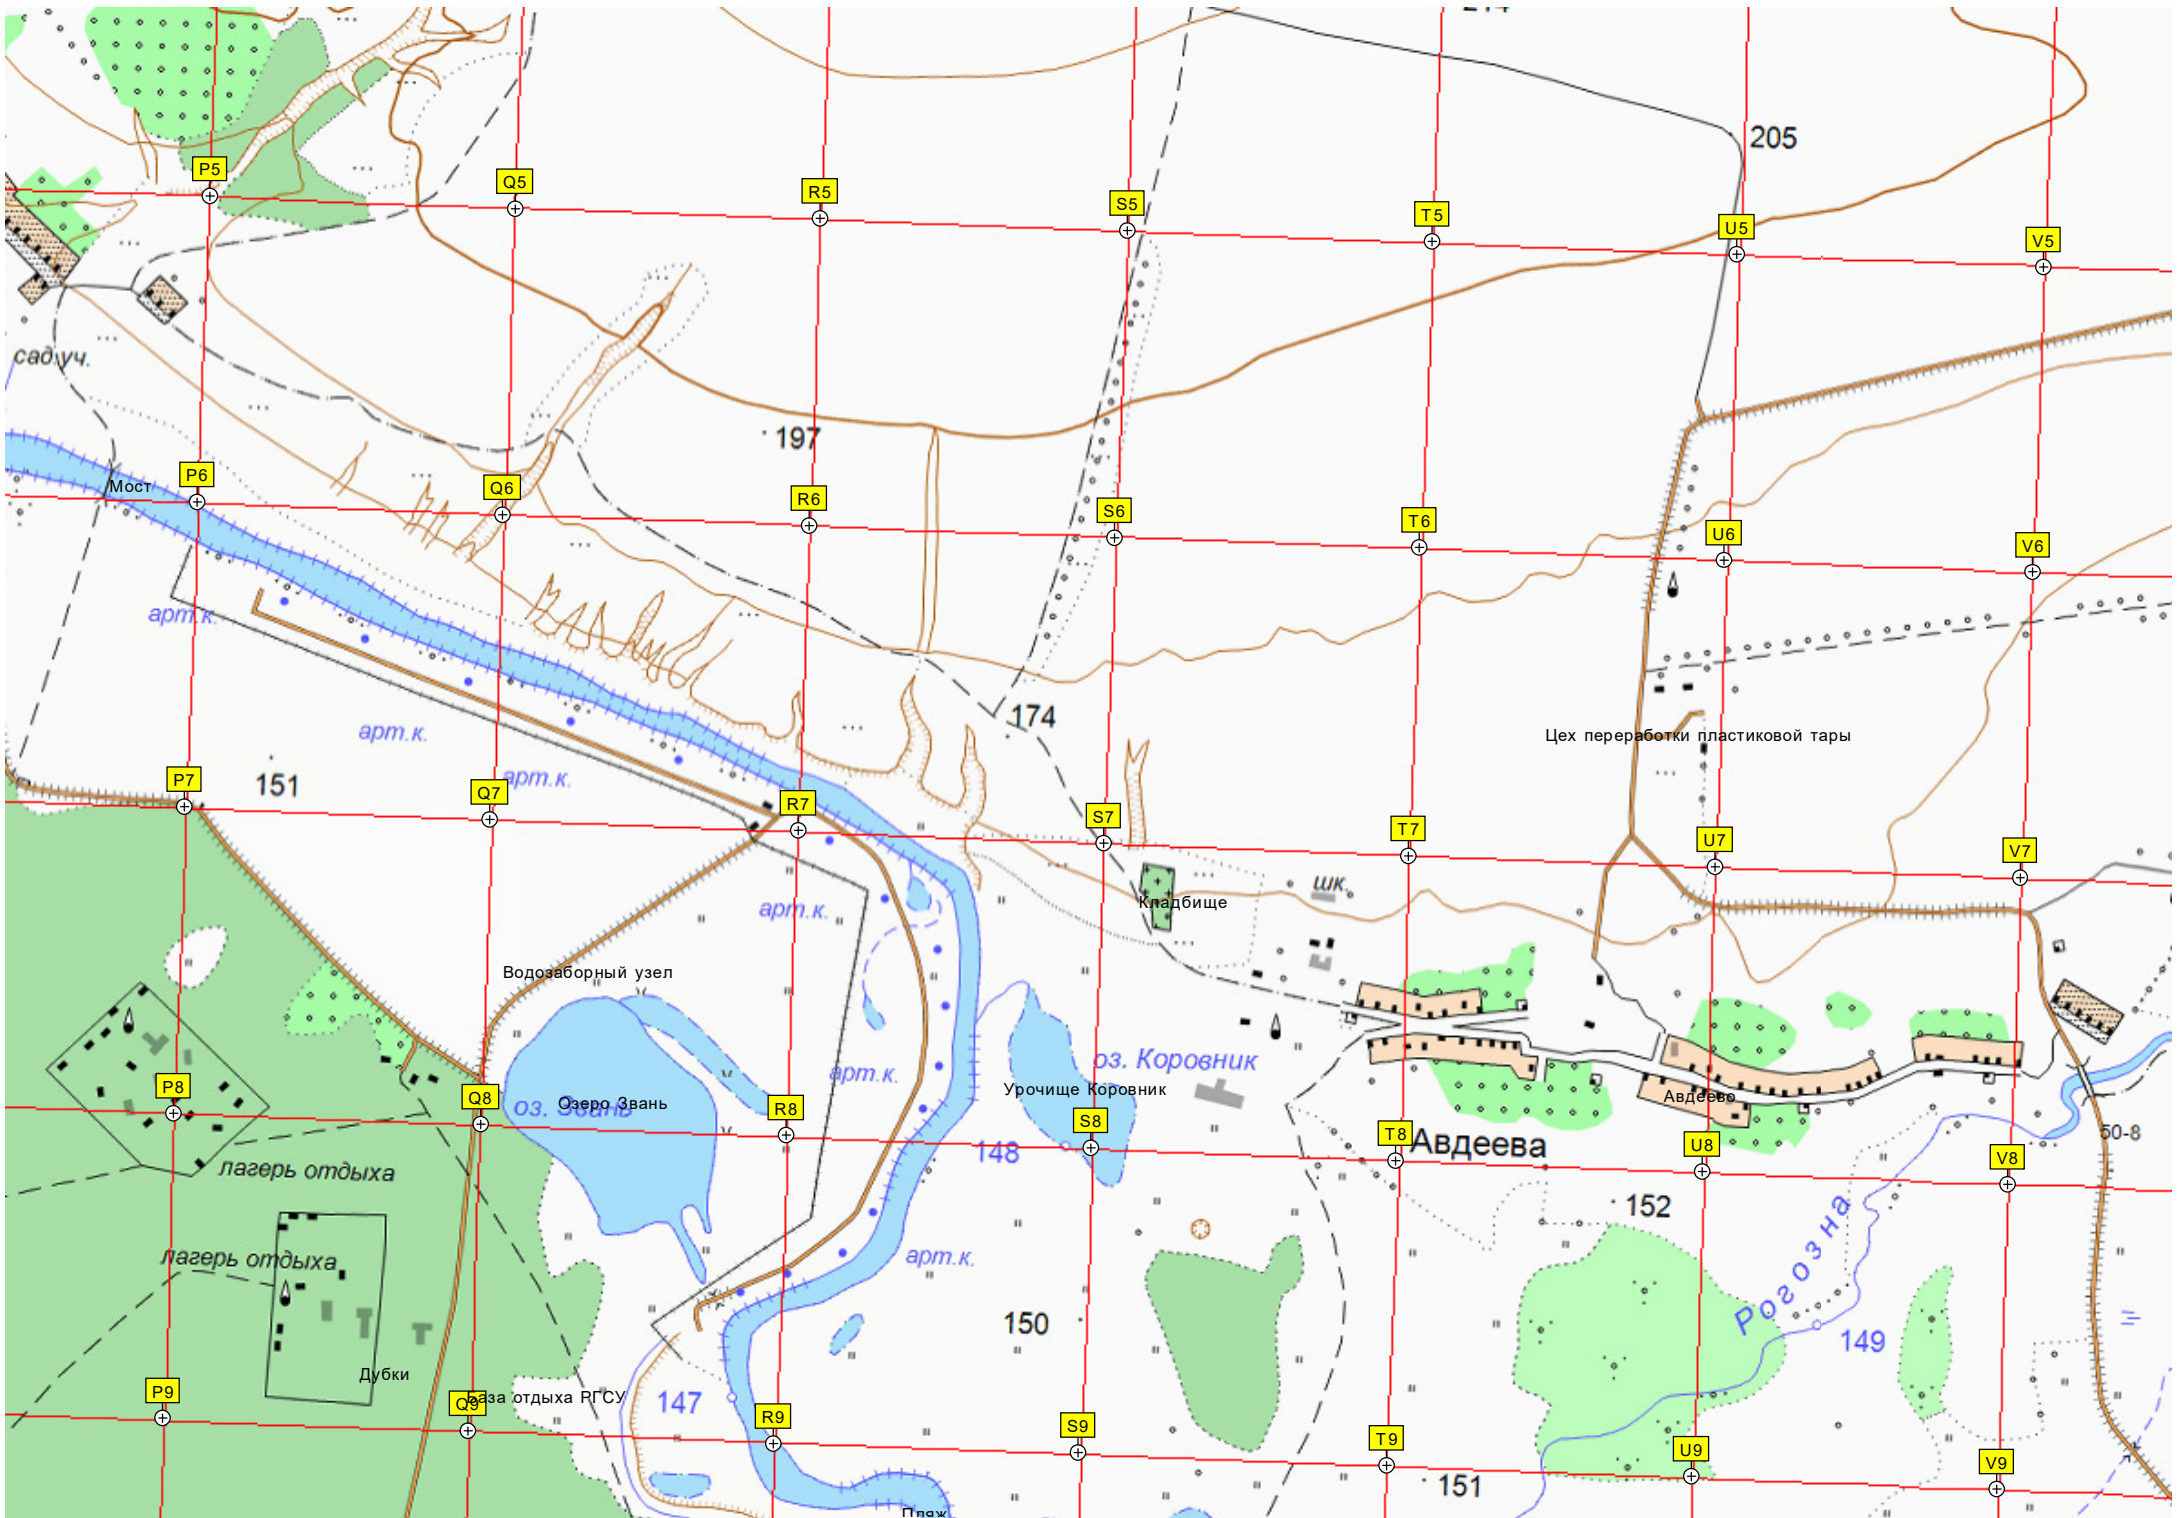 205
P5
Q5
R5
S5
T5
U5
V5
сад.уч.
197
Мост
P6
Q6
R6
S6
T6
U6
V6
арт.к.
174
арт.к.
Цех переработки пластиковой тары
151
арт.к.
P7
Q7
R7
S7
T7
U7
V7
шк.
арт.к.
Кладбище
Водозаборный узел
оз. Коровник
арт.к.
Урочище Коровник
Авдеево
P8
Q8
оз. Звань
Озеро Звань
R8
S8
T8
U8
V8
50-8
148
Авдеева
лагерь отдыха
152
Рогозна
лагерь отдыха
арт.к.
150
149
Дубки
База отдыха РГСУ
147
P9
Q9
R9
S9
T9
U9
V9
151
Пляж